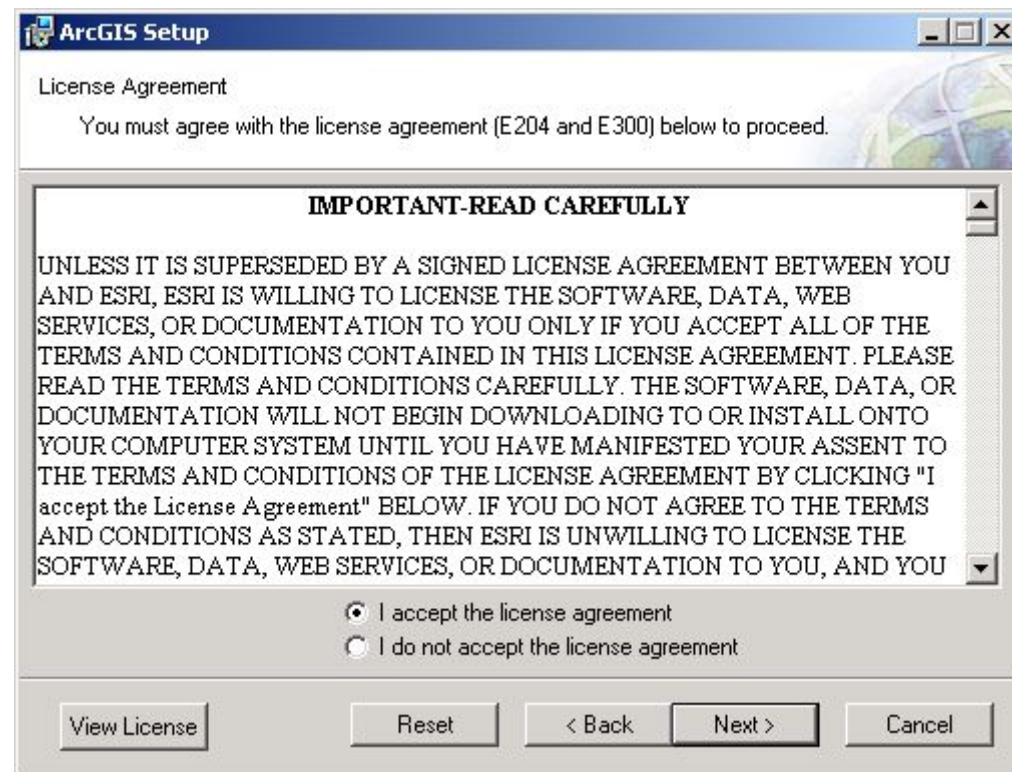 ArcGIS Setup
License Agreement
You must agree with the license agreement (E204 and E300) below to proceed.
IMPORTANT-READ CAREFULLY
UNLESS IT IS SUPERSEDED BY A SIGNED LICENSE AGREEMENT BETWEEN YOU
AND ESRI, ESRI IS WILLING TO LICENSE THE SOFTWARE, DATA, WEB
SERVICES, OR DOCUMENTATION TO YOU ONLY IF YOU ACCEPT ALL OF THE
TERMS AND CONDITIONS CONTAINED IN THIS LICENSE AGREEMENT. PLEASE
READ THE TERMS AND CONDITIONS CAREFULLY. THE SOFTWARE, DATA, OR
DOCUMENTATION WILL NOT BEGIN DOWNLOADING TO OR INSTALL ONTO
YOUR COMPUTER SYSTEM UNTIL YOU HAVE MANIFESTED YOUR ASSENT TO
THE TERMS AND CONDITIONS OF THE LICENSE AGREEMENT BY CLICKING "I
accept the License Agreement" BELOW. IF YOU DO NOT AGREE TO THE TERMS
AND CONDITIONS AS STATED, THEN ESRI IS UNWILLING TO LICENSE THE
SOFTWARE, DATA, WEB SERVICES, OR DOCUMENTATION TO YOU, AND YOU
I accept the license agreement
I do not accept the license agreement
View License
Reset
< Back
Next >
Cancel